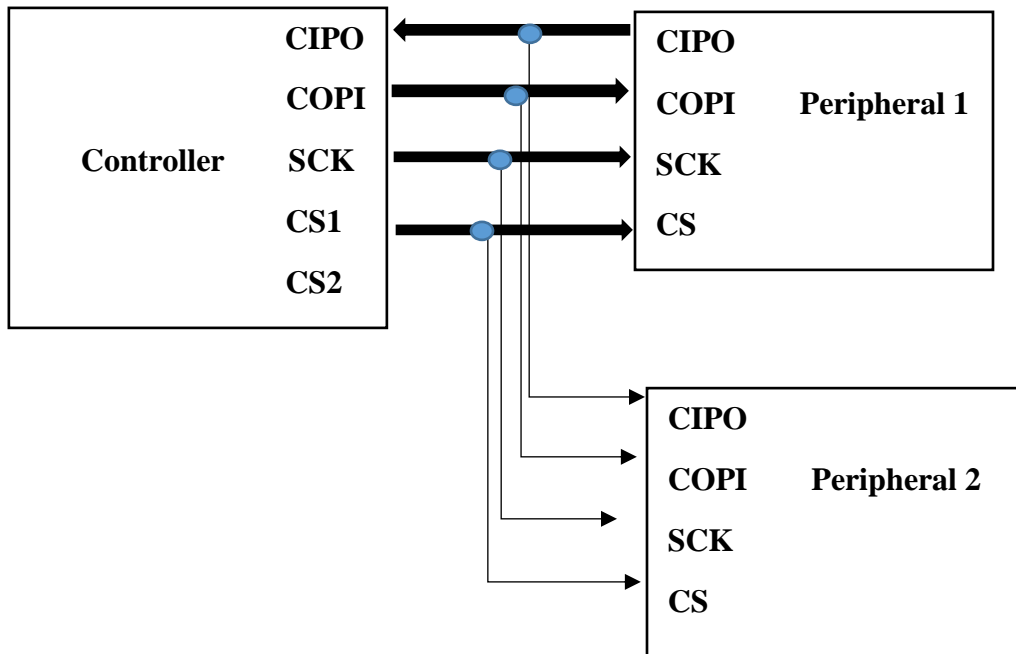 CIPO
COPI
Controller SCK
CS1
CS2
CIPO
COPI Peripheral 1
SCK
CS
CIPO
COPI Peripheral 2
SCK
CS